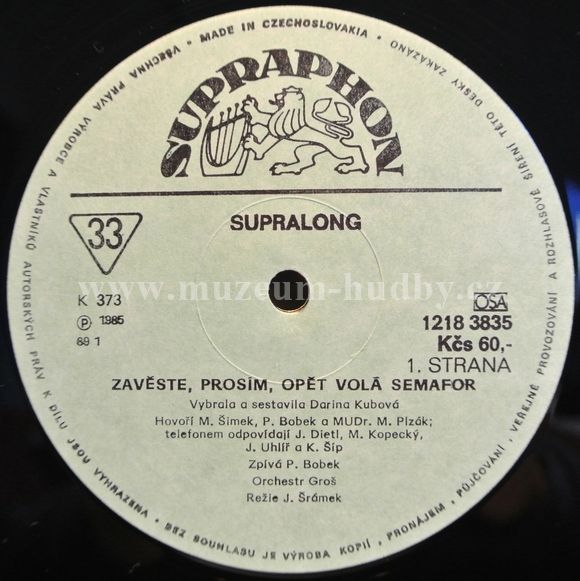 VŠECHNA PRÁVA VÝROBCE A VLASTNÍKŮ AUTORSKÝCH PRÁV K DÍLU JSOU VYHRAZENA • BEZ SOUHLASU JE VÝROBA KOPIÍ, PRONÁJEM, PŮJČOVÁNÍ, VEŘEJNÉ PROVOZOVÁNÍ A ROZHLASOVÉ ŠÍŘENÍ TÉTO DESKY ZAKÁZÁNO • MADE IN CZECHOSLOVAKIA •
SUPRAPHON
33
SUPRALONG
www.muzeum-hudby.cz
K 373
Ⓟ 1985
89 1
OSA
1218 3835
Kčs 60,-
1. STRANA
ZAVĚSTE, PROSÍM, OPĚT VOLÁ SEMAFOR
Vybrala a sestavila Darina Kubová
Hovoří M. Šimek, P. Bobek a MUDr. M. Plzák;
telefonem odpovídají J. Dietl, M. Kopecký,
J. Uhlíř a K. Šíp
Zpívá P. Bobek
Orchestr Groš
Režie J. Šrámek